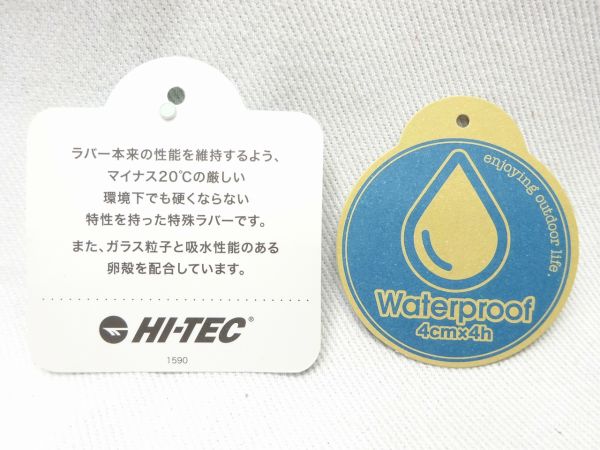 ラバー本来の性能を維持するよう、
マイナス20℃の厳しい
環境下でも硬くならない
特性を持った特殊ラバーです。
また、ガラス粒子と吸水性能のある
卵殻を配合しています。
HI-TEC®
1590
enjoying outdoor life.
Waterproof
4cm×4h